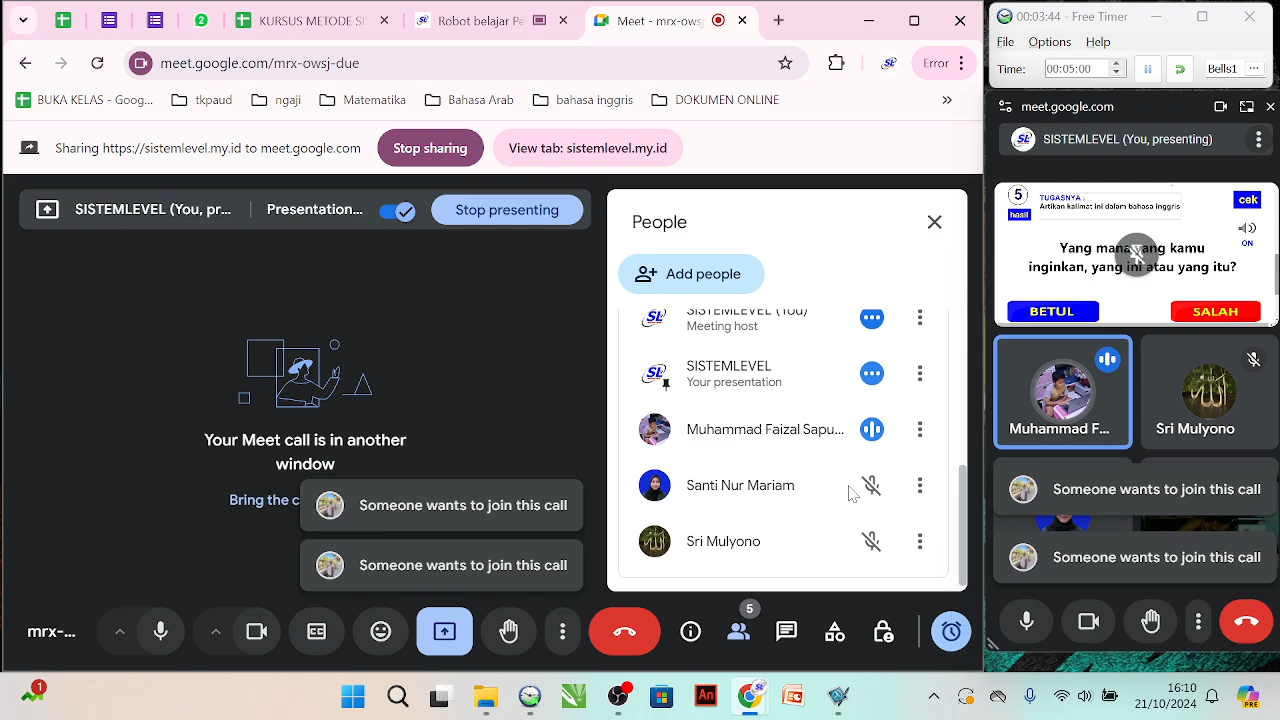 KURSUS METODE SI
Robot belajar Pe
Meet - mrx-owsj
meet.google.com/mrx-owsj-due
Error
BUKA KELAS - Goog...
tkpaud
ngaji
Matematika
Bahasa Arab
bahasa inggris
DOKUMEN ONLINE
Sharing https://sistemlevel.my.id to meet.google.com
Stop sharing
View tab: sistemlevel.my.id
SISTEMLEVEL (You, pr...
Stop presenting
Your Meet call is in another
window
Bring the c
Someone wants to join this call
Someone wants to join this call
People
Add people
SISTEMLEVEL (You)
Meeting host
SISTEMLEVEL
Your presentation
Muhammad Faizal Sapu...
Santi Nur Mariam
Sri Mulyono
mrx-...
5
00:03:44 - Free Timer
File Options Help
Time: 00:05:00
Bells1 ...
meet.google.com
SISTEMLEVEL (You, presenting)
5
hasil
TUGASNYA :
Artikan kalimat ini dalam bahasa inggris
cek
ON
Yang mana yang kamu
inginkan, yang ini atau yang itu?
BETUL
SALAH
Muhammad F...
Sri Mulyono
Someone wants to join this call
Someone wants to join this call
1
An
16:10
21/10/2024
PRE